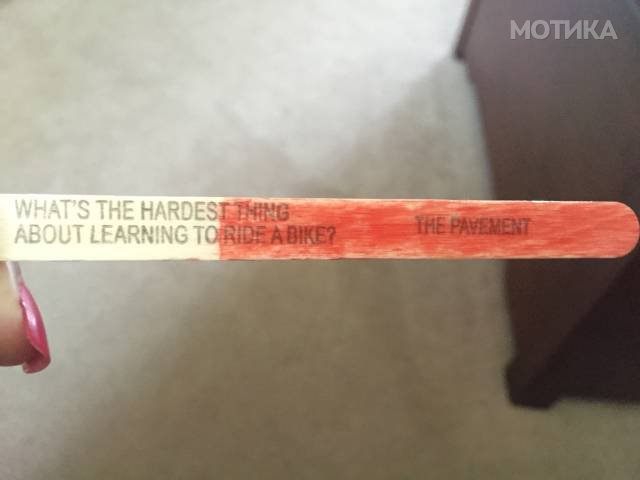 МОТИКА
WHAT'S THE HARDEST THING
ABOUT LEARNING TO RIDE A BIKE?
THE PAVEMENT